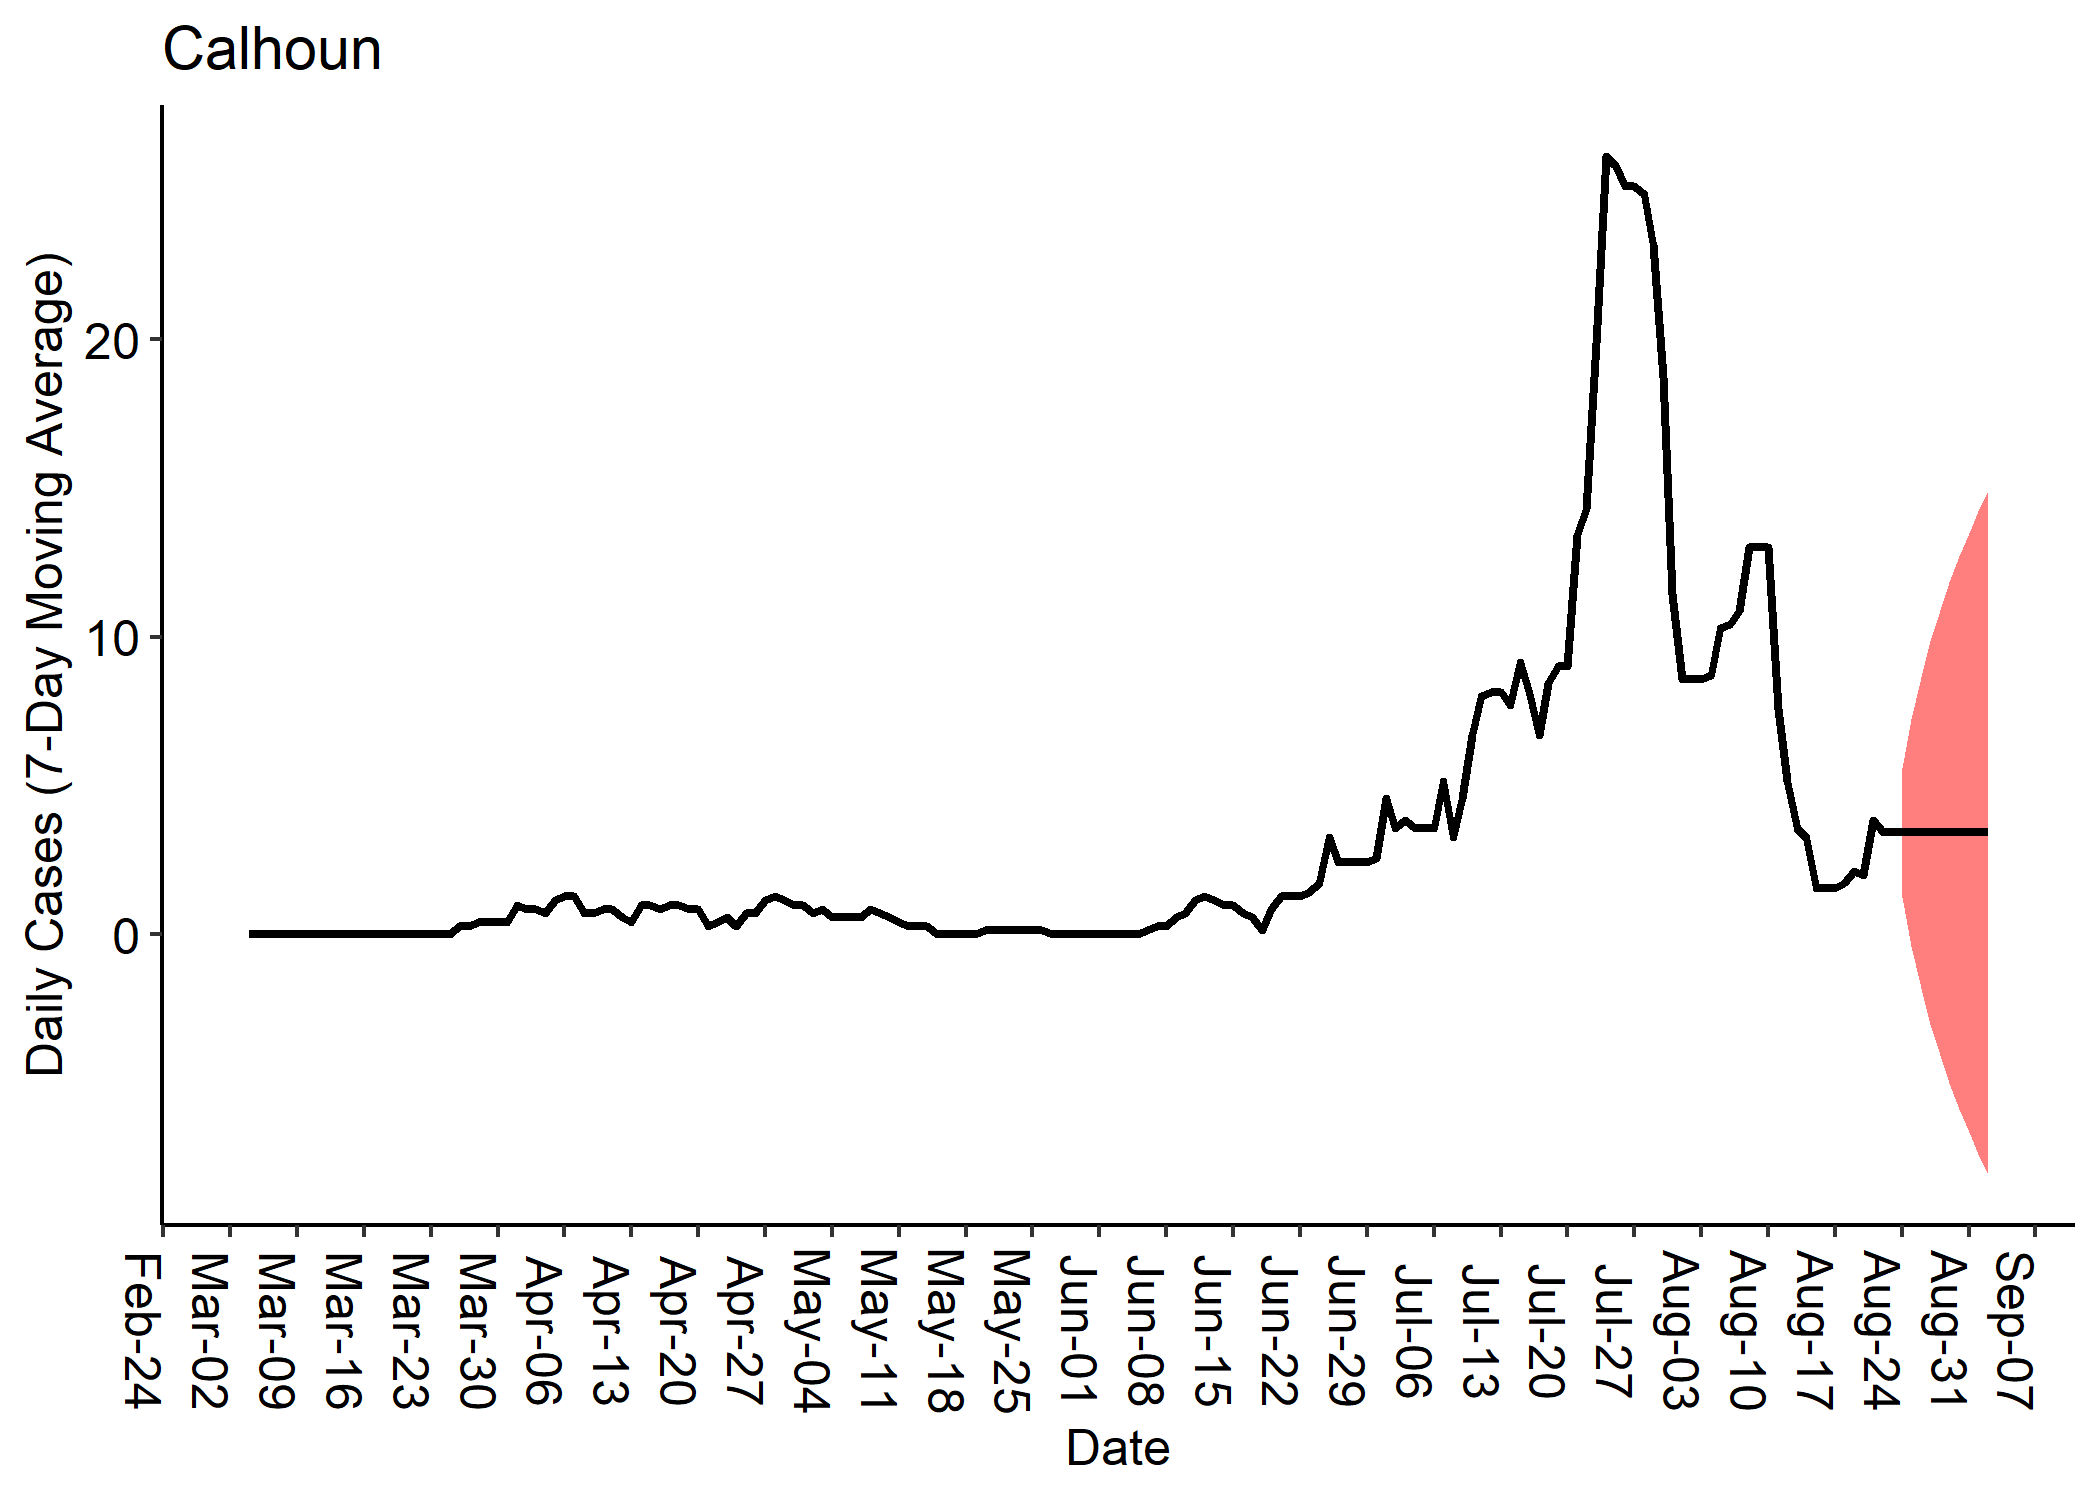 Calhoun
Daily Cases (7-Day Moving Average)
20
10
0
Feb-24
Mar-02
Mar-09
Mar-16
Mar-23
Mar-30
Apr-06
Apr-13
Apr-20
Apr-27
May-04
May-11
May-18
May-25
Jun-01
Jun-08
Jun-15
Jun-22
Jun-29
Jul-06
Jul-13
Jul-20
Jul-27
Aug-03
Aug-10
Aug-17
Aug-24
Aug-31
Sep-07
Date